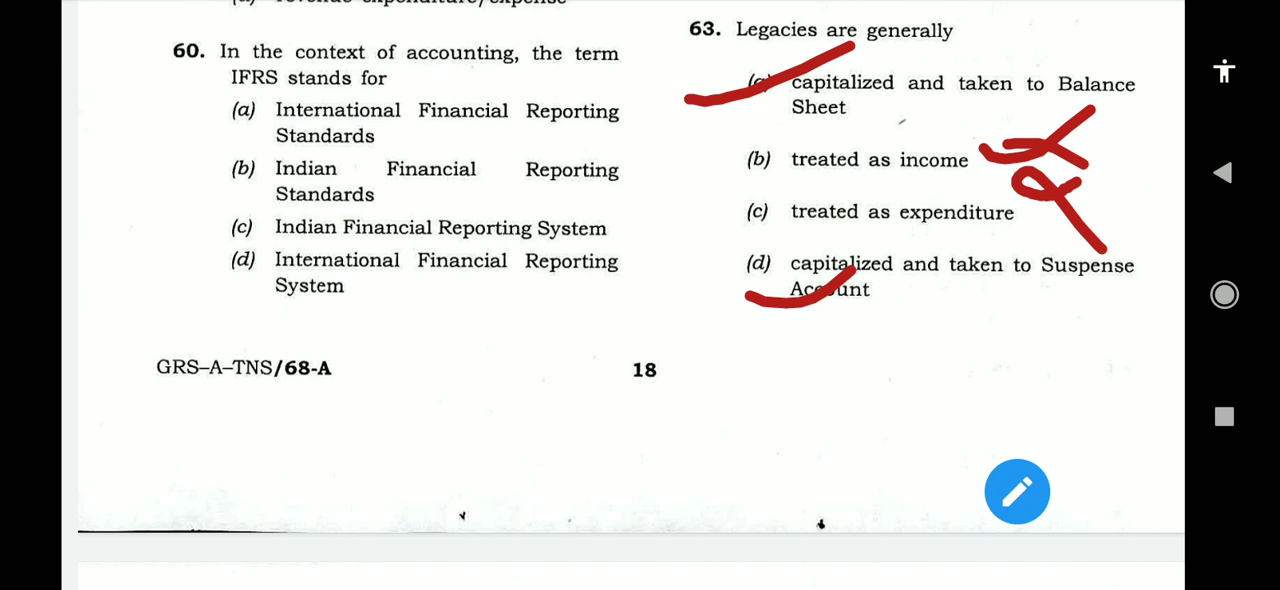 60. In the context of accounting, the term
IFRS stands for
(a) International Financial Reporting
Standards
(b) Indian Financial Reporting
Standards
(c) Indian Financial Reporting System
(d) International Financial Reporting
System
63. Legacies are generally
(a) capitalized and taken to Balance
Sheet
(b) treated as income
(c) treated as expenditure
(d) capitalized and taken to Suspense
Account
GRS–A–TNS/68-A
18